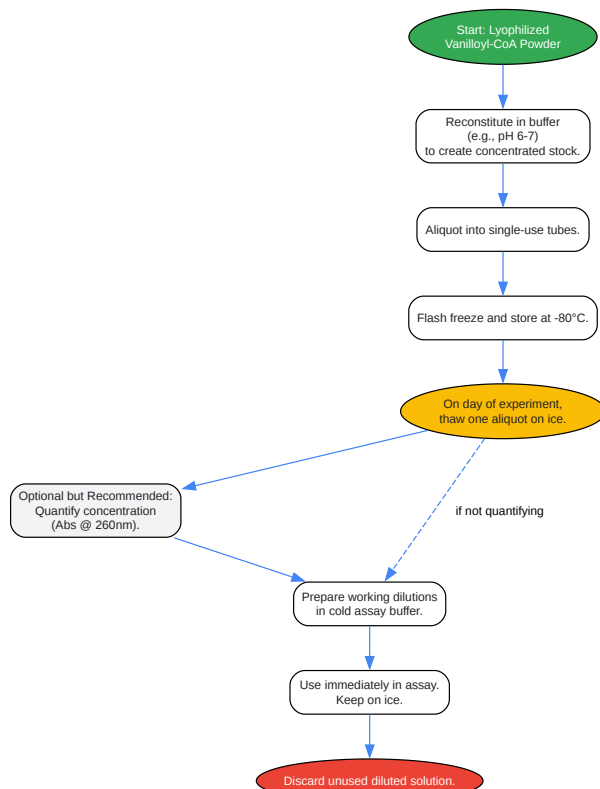 Start: Lyophilized
Vanilloyl-CoA Powder
Reconstitute in buffer
(e.g., pH 6-7)
to create concentrated stock.
Aliquot into single-use tubes.
Flash freeze and store at -80°C.
On day of experiment,
thaw one aliquot on ice.
Optional but Recommended:
Quantify concentration
(Abs @ 260nm).
if not quantifying
Prepare working dilutions
in cold assay buffer.
Use immediately in assay.
Keep on ice.
Discard unused diluted solution.